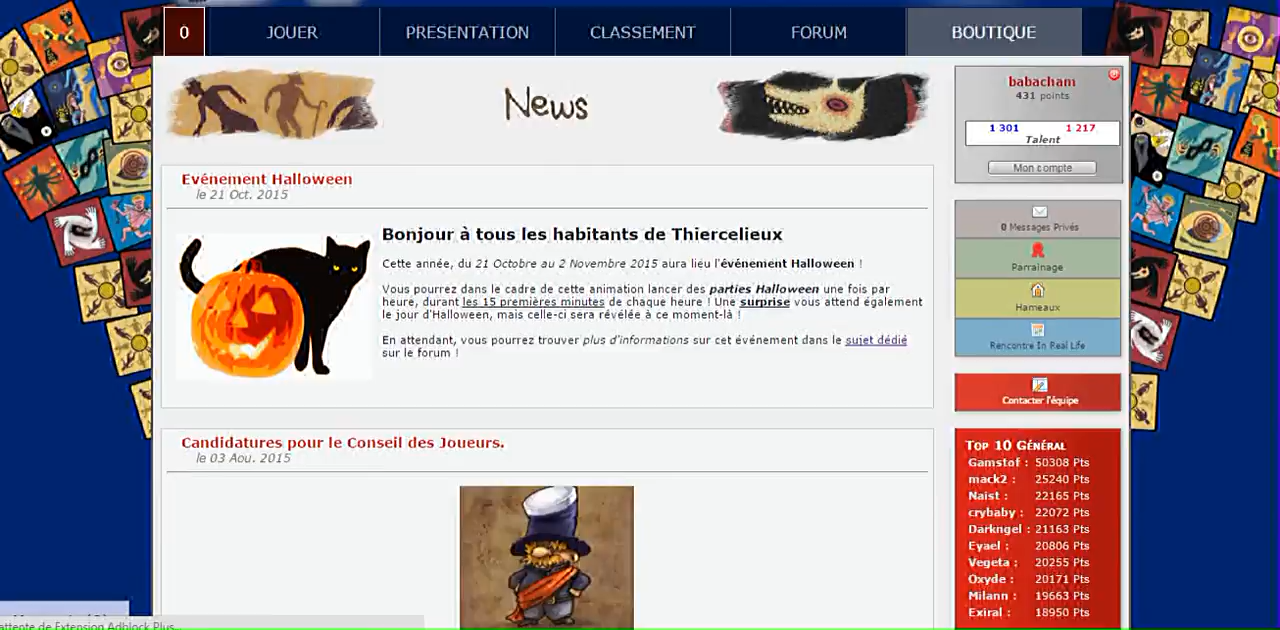 0 JOUER PRESENTATION CLASSEMENT FORUM BOUTIQUE
News
babacham
431 points
1 301 1 217
Talent
Mon compte
Evénement Halloween
le 21 Oct. 2015
Bonjour à tous les habitants de Thiercelieux
Cette année, du 21 Octobre au 2 Novembre 2015 aura lieu l'événement Halloween !
Vous pourrez dans le cadre de cette animation lancer des parties Halloween une fois par
heure, durant les 15 premières minutes de chaque heure ! Une surprise vous attend également
le jour d'Halloween, mais celle-ci sera révélée à ce moment-là !
En attendant, vous pourrez trouver plus d'informations sur cet événement dans le sujet dédié
sur le forum !
0 Messages Privés
Parrainage
Hameaux
Rencontre In Real Life
Contacter l'équipe
Candidatures pour le Conseil des Joueurs.
le 03 Aou. 2015
Top 10 Général
Gamstof : 50308 Pts
mack2 : 25240 Pts
Naist : 22165 Pts
crybaby : 22072 Pts
Darkngel : 21163 Pts
Eyael : 20806 Pts
Vegeta : 20255 Pts
Oxyde : 20171 Pts
Milann : 19663 Pts
Exiral : 18950 Pts
attente de Extension Adblock Plus...